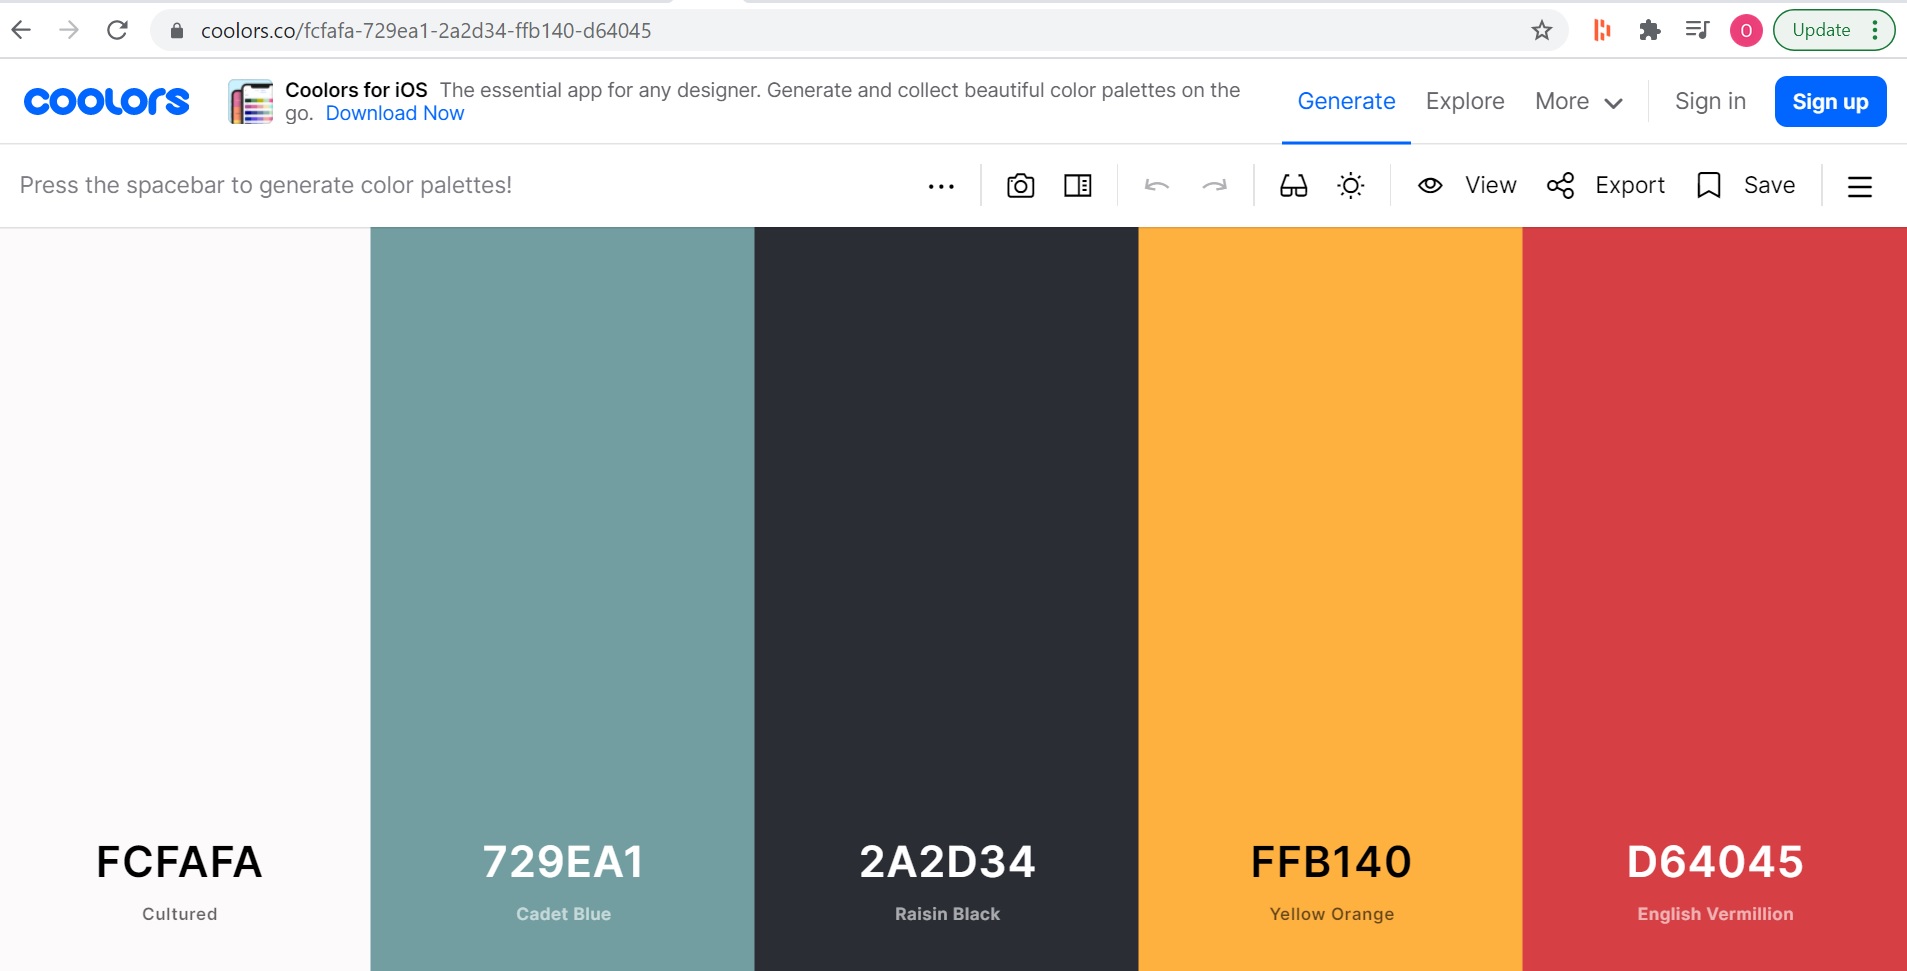 coolors.co/fcfafa-729ea1-2a2d34-ffb140-d64045
O
Update
coolors
Coolors for iOS The essential app for any designer. Generate and collect beautiful color palettes on the
go. Download Now
Generate
Explore
More
Sign in
Sign up
Press the spacebar to generate color palettes!
View
Export
Save
FCFAFA
Cultured
729EA1
Cadet Blue
2A2D34
Raisin Black
FFB140
Yellow Orange
D64045
English Vermillion